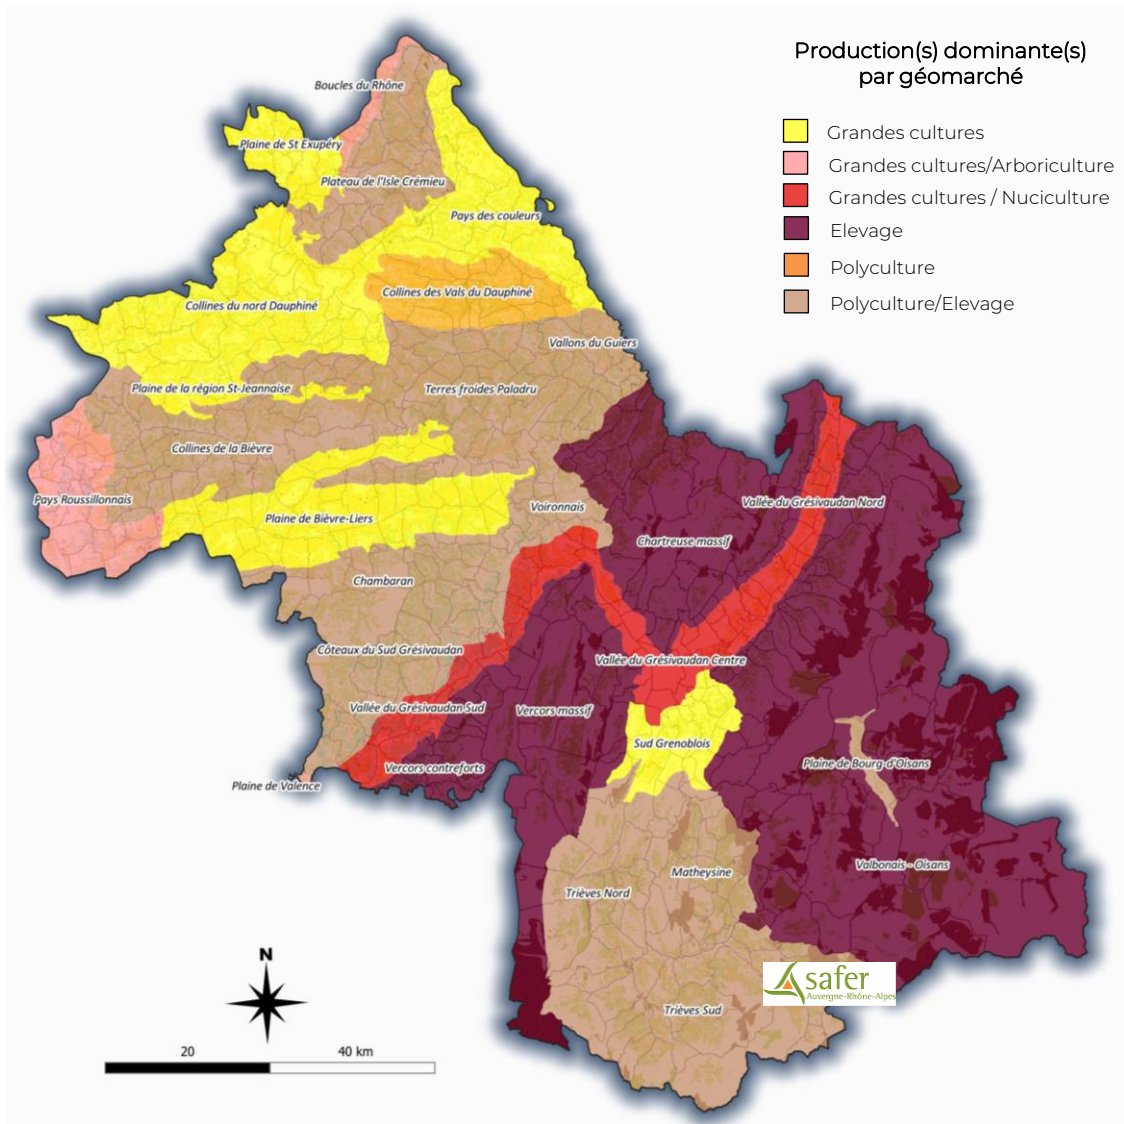 Production(s) dominante(s)
par géomarché
Grandes cultures
Grandes cultures/Arboriculture
Grandes cultures / Nuciculture
Elevage
Polyculture
Polyculture/Elevage
Boucles du Rhône
Plaine de St Exupéry
Plateau de l'Isle Crémieu
Pays des couleurs
Collines des Vals du Dauphiné
Collines du nord Dauphiné
Vallons du Guiers
Plaine de la région St-Jeannaise
Terres froides Paladru
Collines de la Bièvre
Pays Roussillonnais
Voironnais
Vallée du Grésivaudan Nord
Plaine de Bièvre-Liers
Chartreuse massif
Chambaran
Côteaux du Sud Grésivaudan
Vallée du Grésivaudan Centre
Vallée du Grésivaudan Sud
Vercors massif
Sud Grenoblois
Plaine de Bourg-d'Oisans
Vercors contreforts
Plaine de Valence
Valbonais - Oisans
Matheysine
Trièves Nord
Trièves Sud
safer
Auvergne-Rhône-Alpes
N
20
40 km